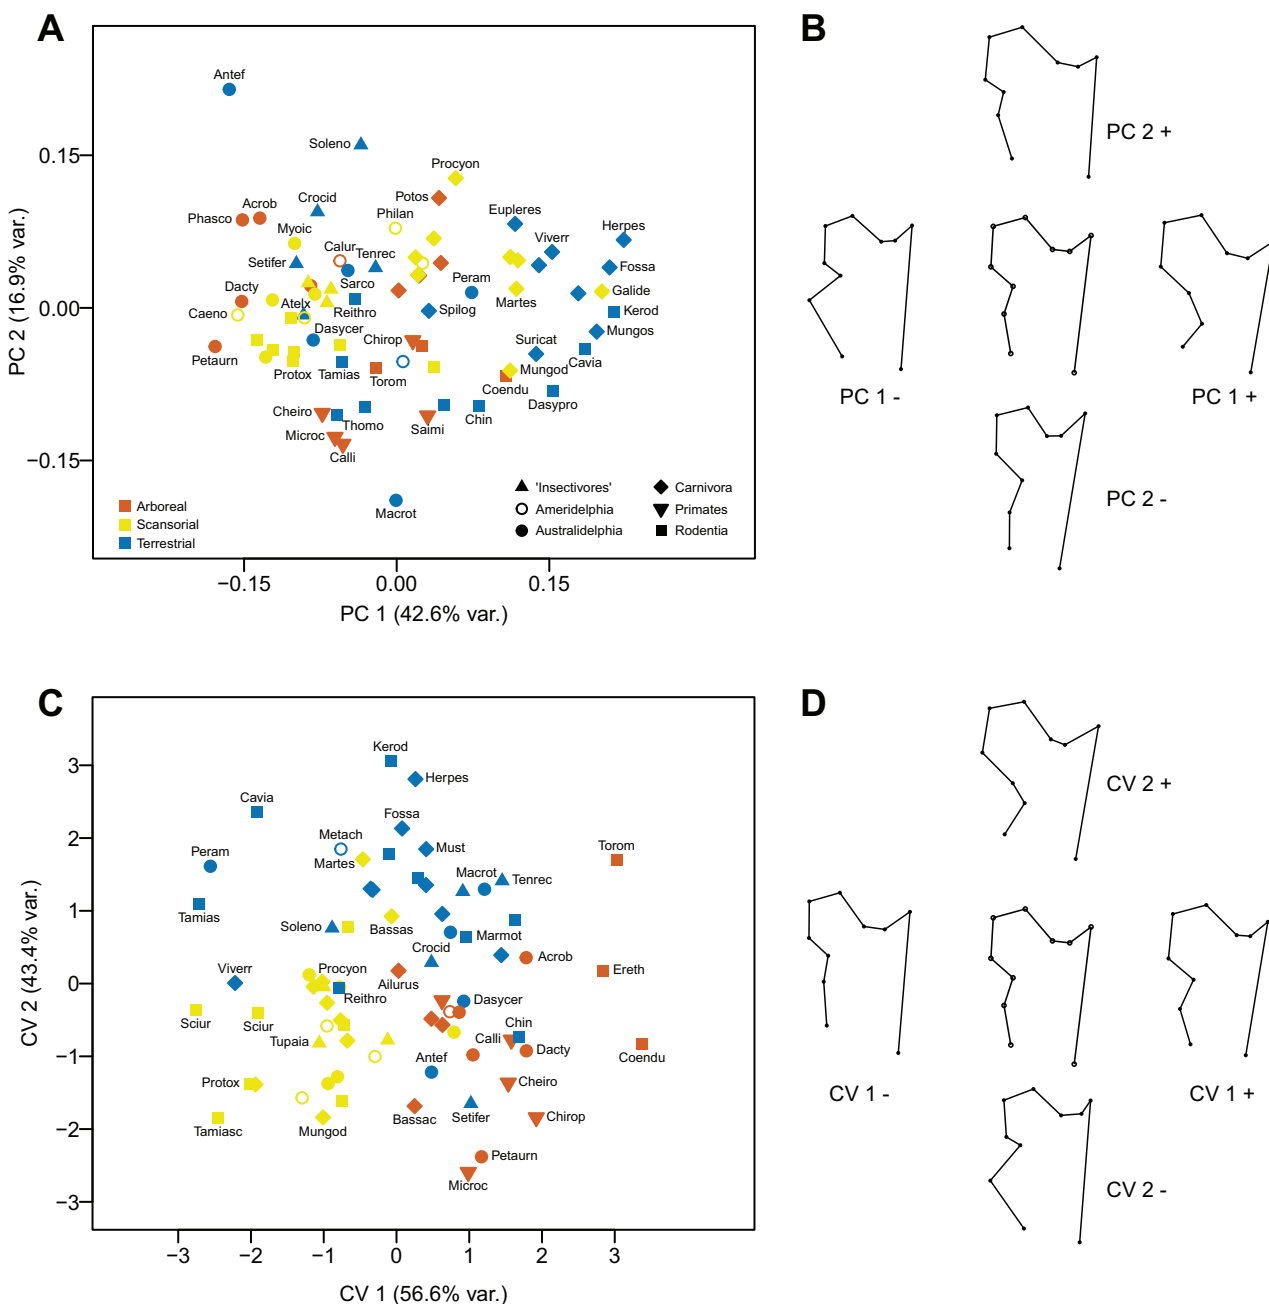 A
B
Antef
Soleno
Procyon
Potos
Crocid
Acrob
Phasco
Philan
Eupleres
Herpes
Myoic
Viverr
Calur
Tenrec
Setifer
Fossa
Sarco
Peram
Galide
Dacty
Martes
Kerod
Atelx
Reithro
Spilog
Caeno
Mungos
Dasycer
Chirop
Suricat
Petaurn
Cavia
Protox
Tamias
Torom
Mungod
Coendu
Dasypro
Cheiro
Thomo
Saimi
Chin
Microc
Calli
Macrot
0.15
0.00
−0.15
PC 2 (16.9% var.)
Arboreal
Scansorial
Terrestrial
'Insectivores'
Ameridelphia
Australidelphia
Carnivora
Primates
Rodentia
−0.15
0.00
0.15
PC 1 (42.6% var.)
PC 2 +
PC 1 -
PC 1 +
PC 2 -
C
D
Kerod
Herpes
Cavia
Fossa
Metach
Must
Martes
Torom
Peram
Macrot
Tenrec
Tamias
Soleno
Bassas
Marmot
Crocid
Acrob
Procyon
Viverr
Ailurus
Ereth
Reithro
Dasycer
Sciur
Sciur
Chin
Calli
Tupaia
Dacty
Coendu
Antef
Protox
Cheiro
Tamiasc
Mungod
Bassac
Setifer
Chirop
Petaurn
Microc
3
2
1
0
−1
−2
−3
CV 2 (43.4% var.)
−3
−2
−1
0
1
2
3
CV 1 (56.6% var.)
CV 2 +
CV 1 -
CV 1 +
CV 2 -